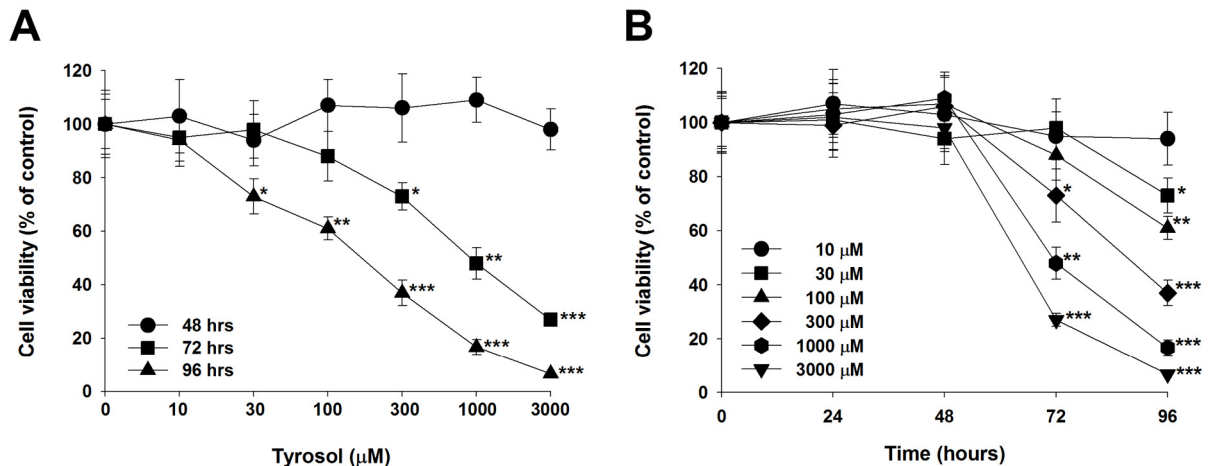 A
Cell viability (% of control)
120
100
80
60
40
20
0
*
**
***
***
***
*
**
***
48 hrs
72 hrs
96 hrs
0 10 30 100 300 1000 3000
Tyrosol (μM)
B
Cell viability (% of control)
120
100
80
60
40
20
0
*
**
***
*
**
***
***
***
10 μM
30 μM
100 μM
300 μM
1000 μM
3000 μM
0 24 48 72 96
Time (hours)